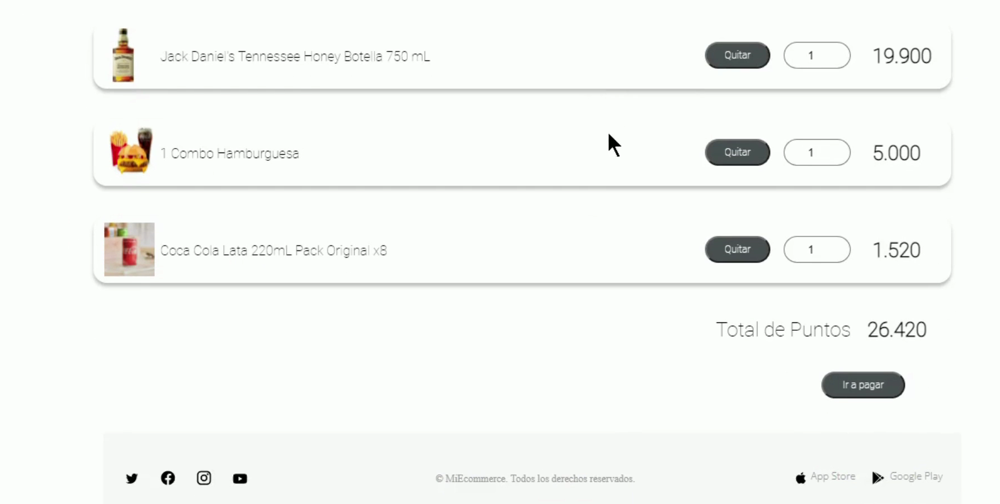 Jack Daniel's Tennessee Honey Botella 750 mL Quitar 1 19.900
1 Combo Hamburguesa Quitar 1 5.000
Coca Cola Lata 220mL Pack Original x8 Quitar 1 1.520
Total de Puntos 26.420
Ir a pagar
© MiEcommerce. Todos los derechos reservados. App Store Google Play